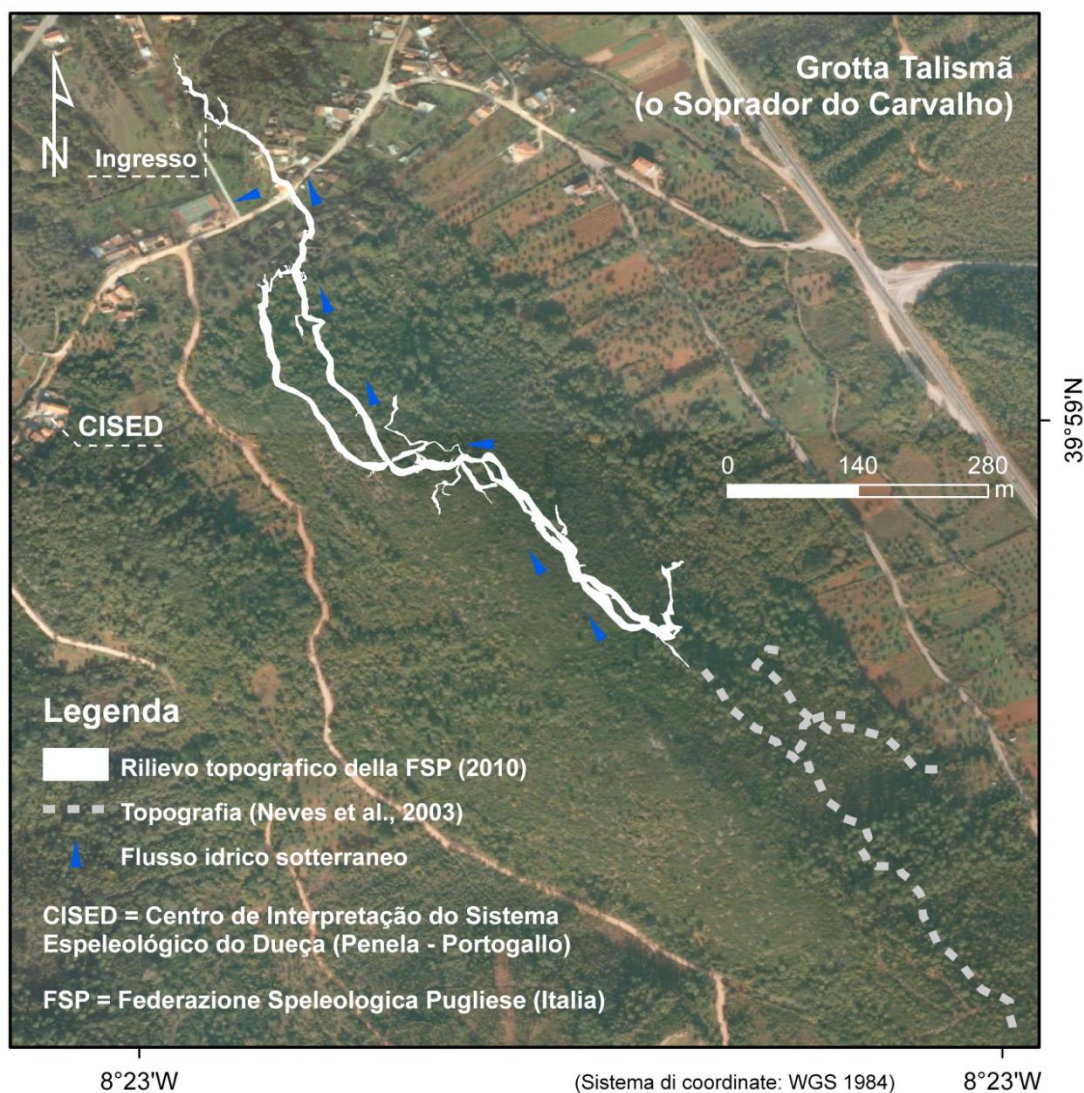 Grotta Talismã
(o Soprador do Carvalho)
N
Ingresso
CISED
39°59'N
0 140 280
m
Legenda
Rilievo topografico della FSP (2010)
Topografia (Neves et al., 2003)
Flusso idrico sotterraneo
CISED = Centro de Interpretação do Sistema
Espeleológico do Dueça (Penela - Portogallo)
FSP = Federazione Speleologica Pugliese (Italia)
8°23'W
(Sistema di coordinate: WGS 1984)
8°23'W